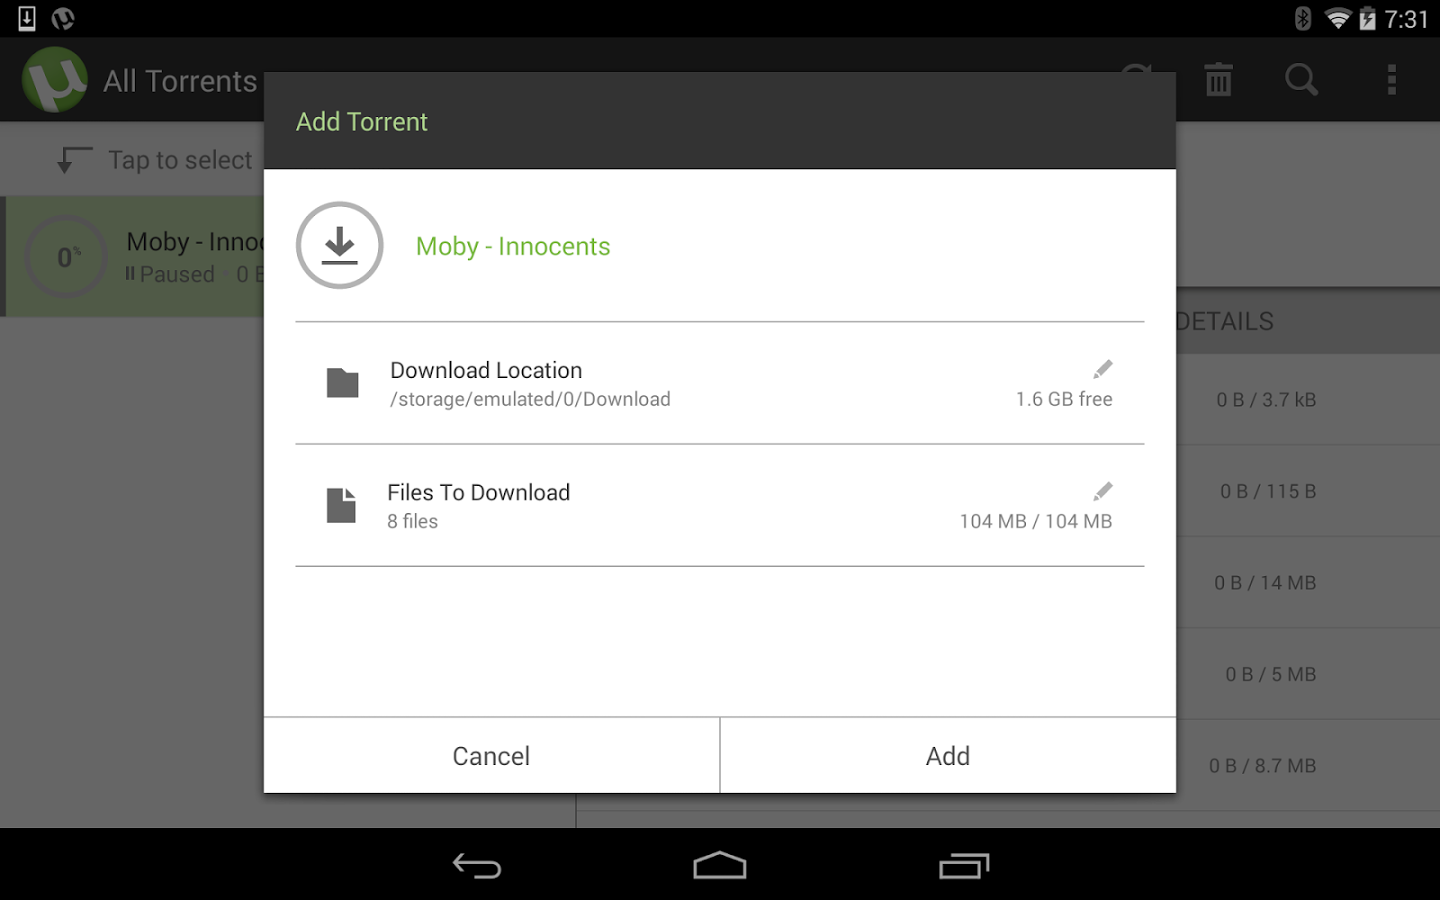 7:31
All Torrents
Add Torrent
Tap to select
Moby - Innoc
Paused · 0 B
0%
Moby - Innocents
DETAILS
Download Location
/storage/emulated/0/Download
1.6 GB free
0 B / 3.7 kB
Files To Download
8 files
104 MB / 104 MB
0 B / 115 B
0 B / 14 MB
0 B / 5 MB
0 B / 8.7 MB
Cancel
Add